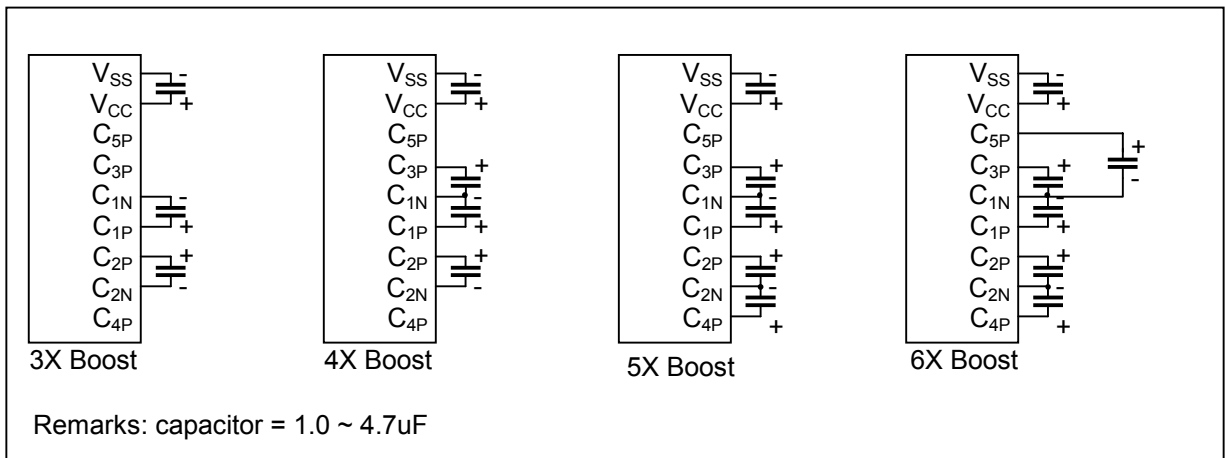 VSS
-
VCC
+
C5P
C3P
C1N
-
C1P
+
C2P
+
C2N
-
C4P
3X Boost
VSS
-
VCC
+
C5P
C3P
+
C1N
-
C1P
+
C2P
+
C2N
-
C4P
4X Boost
VSS
-
VCC
+
C5P
C3P
+
C1N
-
C1P
+
C2P
+
C2N
-
C4P
+
5X Boost
VSS
-
VCC
+
C5P
+
C3P
+
-
C1N
-
C1P
+
C2P
+
C2N
-
C4P
+
6X Boost
Remarks: capacitor = 1.0 ~ 4.7uF